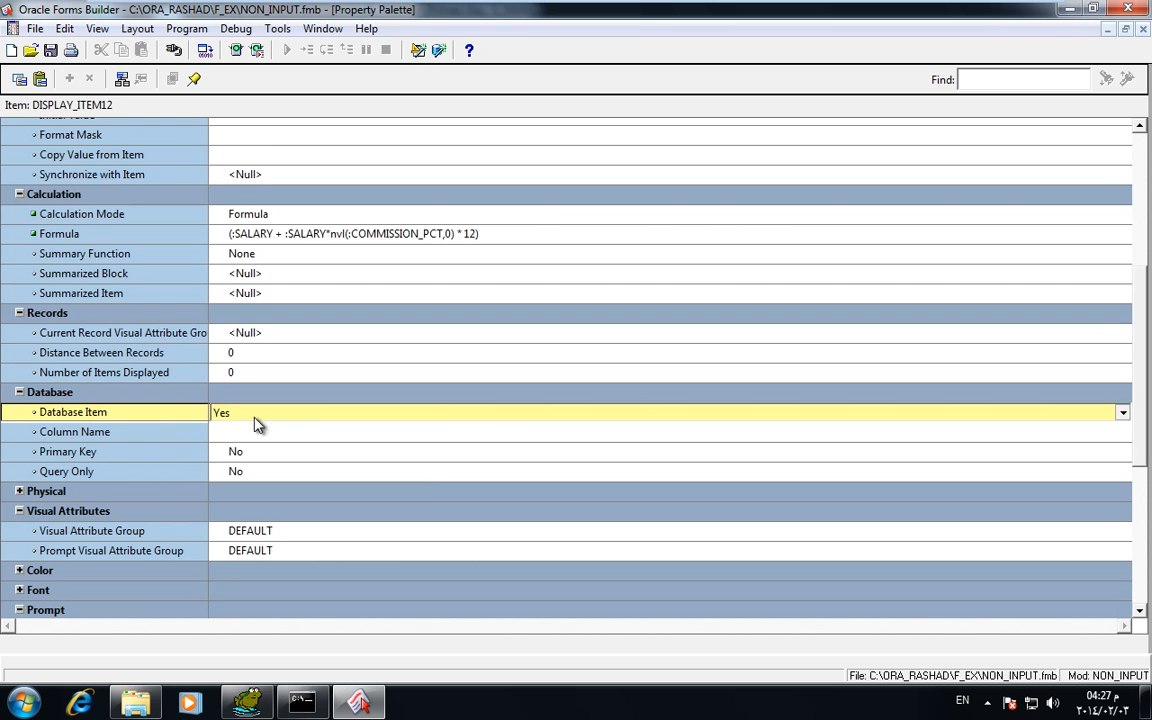 Oracle Forms Builder - C:\ORA_RASHAD\F_EX\NON_INPUT.fmb - [Property Palette]
File Edit View Layout Program Debug Tools Window Help
Find:
Item: DISPLAY_ITEM12
Format Mask
Copy Value from Item
Synchronize with Item <Null>
Calculation
Calculation Mode Formula
Formula (:SALARY + :SALARY*nvl(:COMMISSION_PCT,0) * 12)
Summary Function None
Summarized Block <Null>
Summarized Item <Null>
Records
Current Record Visual Attribute Gro <Null>
Distance Between Records 0
Number of Items Displayed 0
Database
Database Item Yes
Column Name
Primary Key No
Query Only No
Physical
Visual Attributes
Visual Attribute Group DEFAULT
Prompt Visual Attribute Group DEFAULT
Color
Font
Prompt
File: C:\ORA_RASHAD\F_EX\NON_INPUT.fmb Mod: NON_INPUT
EN 04:27 م
٢٠١٤/٠٢/٠٣